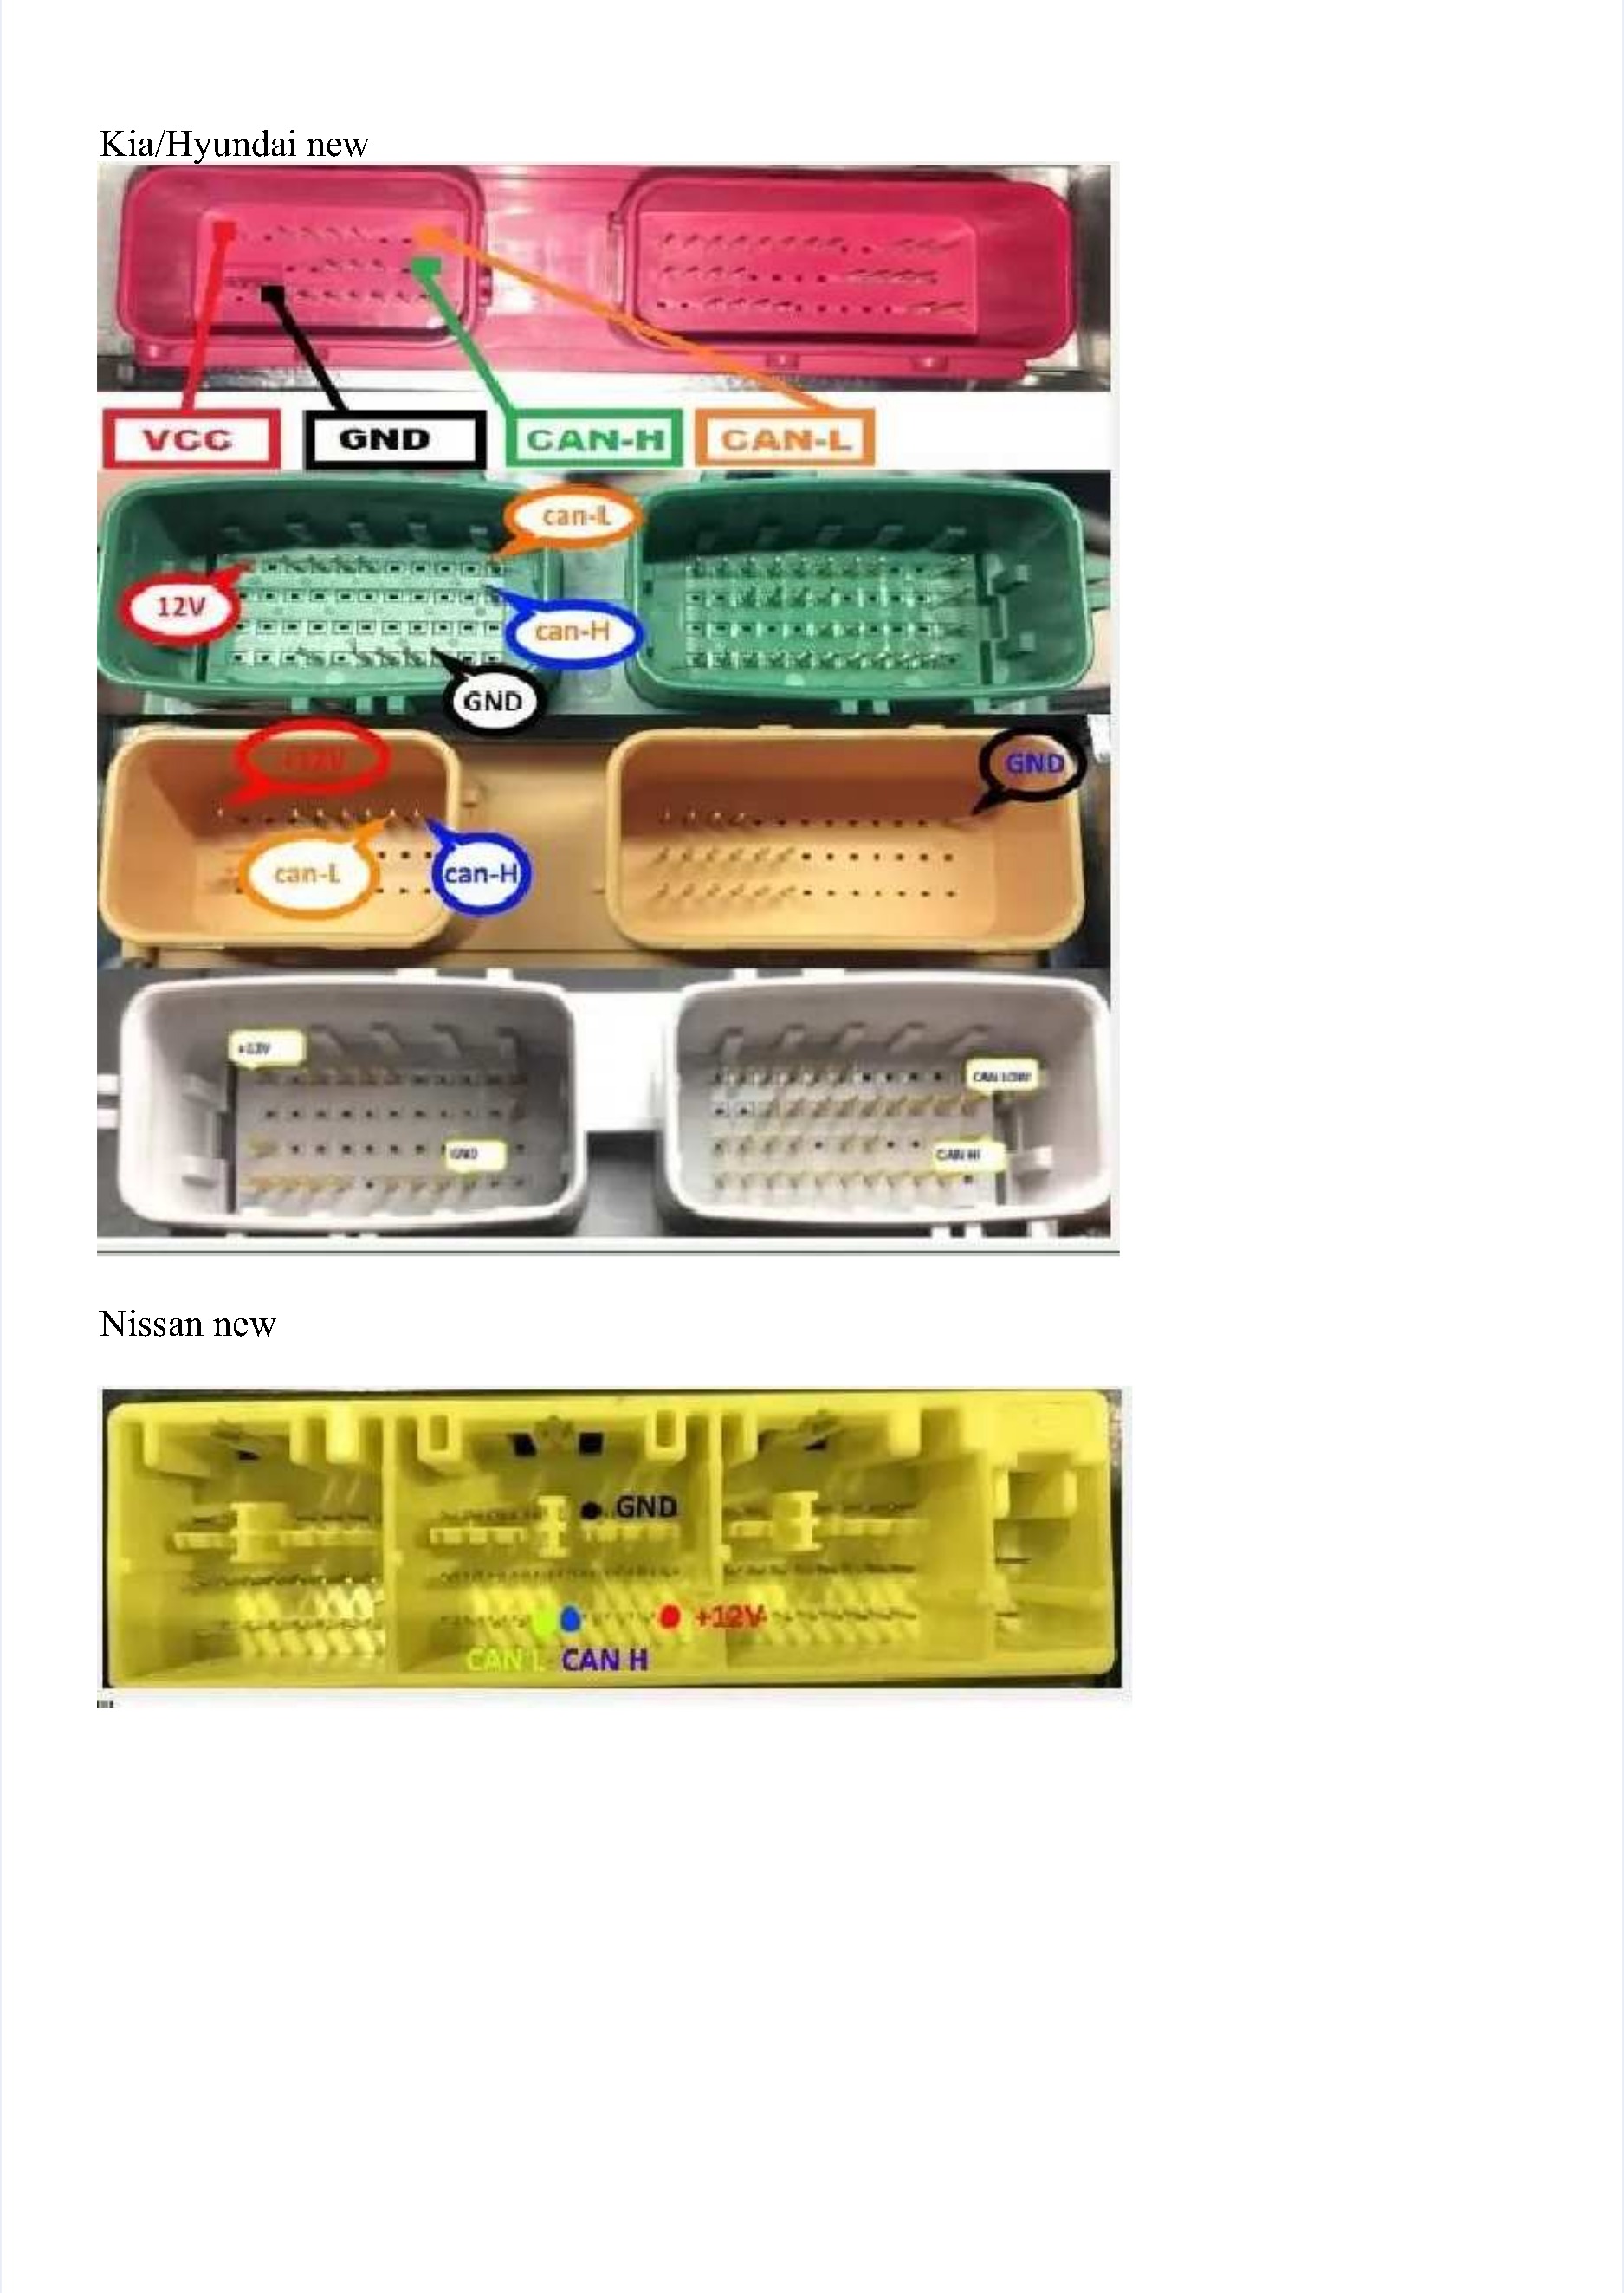 Kia/Hyundai new
VCC GND CAN-H CAN-L
can-L
12V
can-H
GND
+12V
GND
can-L can-H
+12V
CAN LOW
GND
CAN HI
Nissan new
GND
+12V
CAN L CAN H